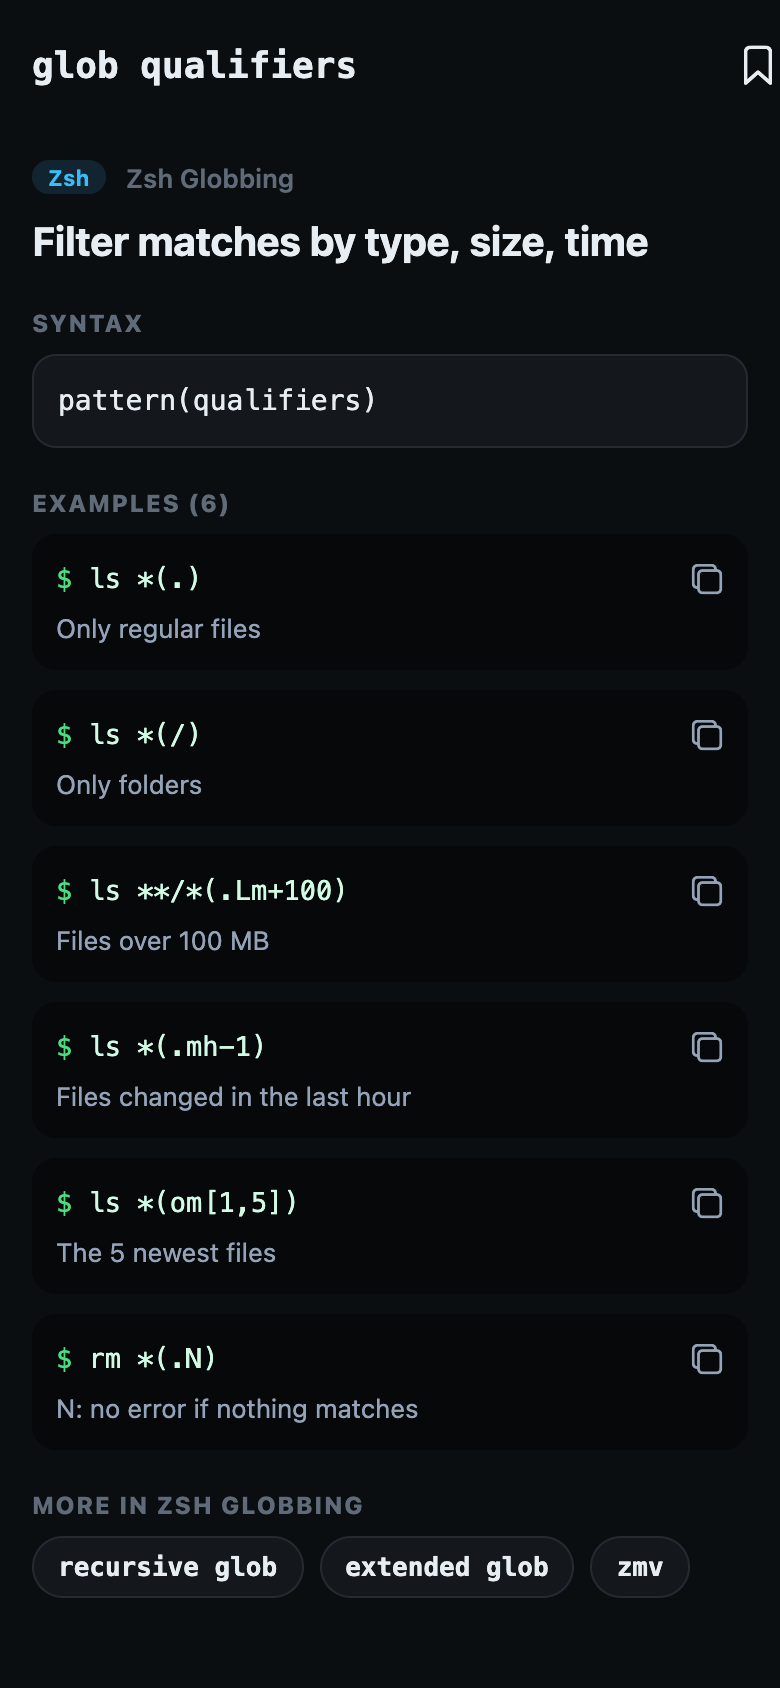 glob qualifiers
Zsh Zsh Globbing
Filter matches by type, size, time
SYNTAX
pattern(qualifiers)
EXAMPLES (6)
$ ls *(.)
Only regular files
$ ls *(/)
Only folders
$ ls **/*(.Lm+100)
Files over 100 MB
$ ls *(.mh-1)
Files changed in the last hour
$ ls *(om[1,5])
The 5 newest files
$ rm *(.N)
N: no error if nothing matches
MORE IN ZSH GLOBBING
recursive glob extended glob zmv